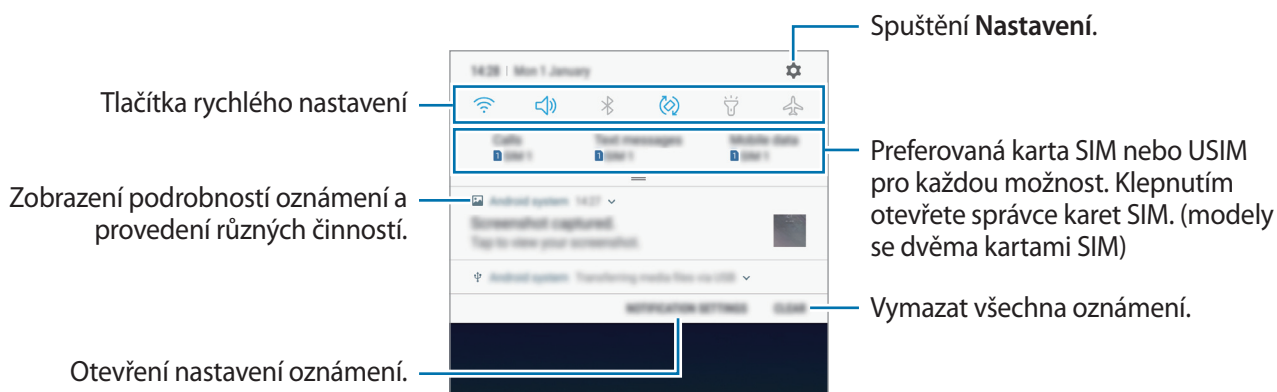 Spuštění Nastavení.
14:28 | Mon 1 January
Tlačítka rychlého nastavení
Calls
Text messages
Mobile data
1 SIM 1
1 SIM 1
1 SIM 1
Preferovaná karta SIM nebo USIM
pro každou možnost. Klepnutím
otevřete správce karet SIM. (modely
se dvěma kartami SIM)
Zobrazení podrobností oznámení a
provedení různých činností.
Android system 14:27
Screenshot captured.
Tap to view your screenshot.
Android system Transferring media files via USB
NOTIFICATION SETTINGS
CLEAR
Vymazat všechna oznámení.
Otevření nastavení oznámení.